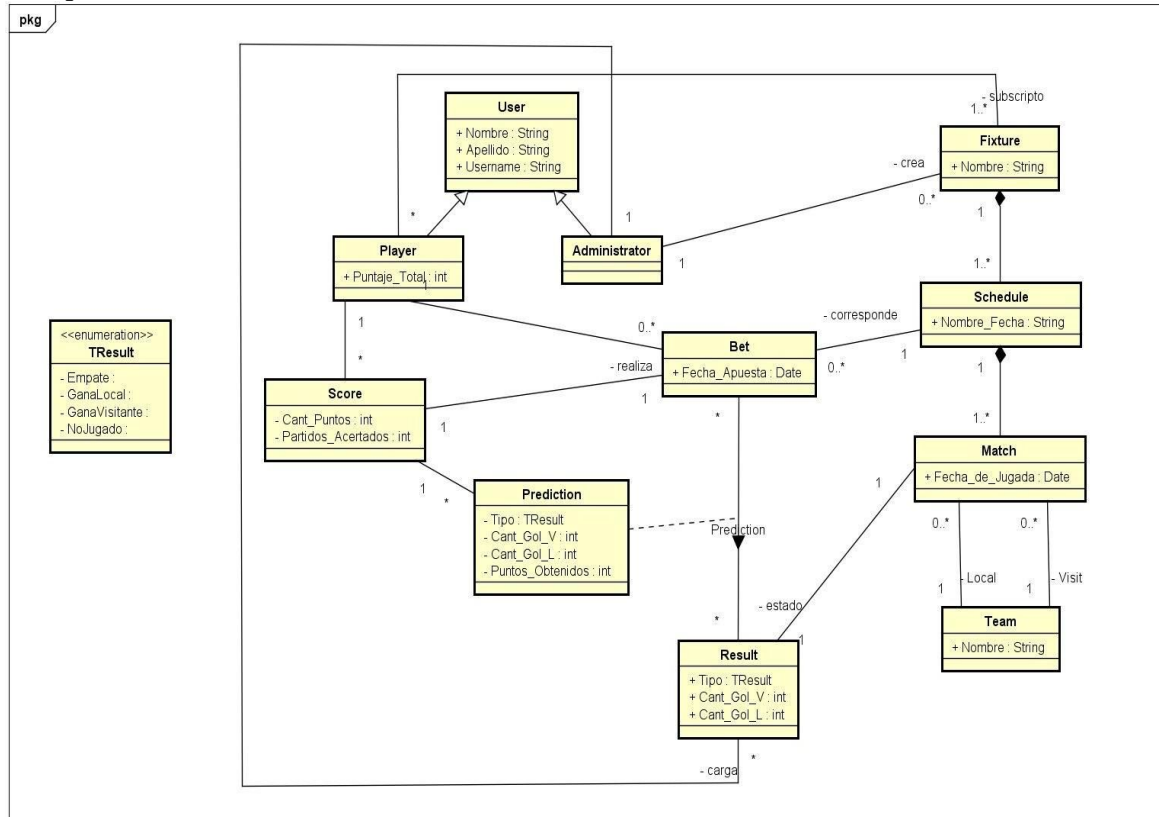 pkg
User
+ Nombre : String
+ Apellido : String
+ Username : String
- subscripto
1..*
Fixture
+ Nombre : String
- crea
0..*
1
*
1
Player
+ Puntaje_Total : int
1
Administrator
1
1..*
Schedule
+ Nombre_Fecha : String
- corresponde
1
0..*
1
1
*
0..*
Bet
+ Fecha_Apuesta : Date
- realiza
1
*
<<enumeration>>
TResult
- Empate :
- GanaLocal :
- GanaVisitante :
- NoJugado :
Score
- Cant_Puntos : int
- Partidos_Acertados : int
1
1
*
1..*
Match
+ Fecha_de_Jugada : Date
1
0..*
0..*
Prediction
- Tipo : TResult
- Cant_Gol_V : int
- Cant_Gol_L : int
- Puntos_Obtenidos : int
Prediction
- Local
- Visit
1
1
- estado
Team
+ Nombre : String
*
1
Result
+ Tipo : TResult
+ Cant_Gol_V : int
+ Cant_Gol_L : int
*
- carga